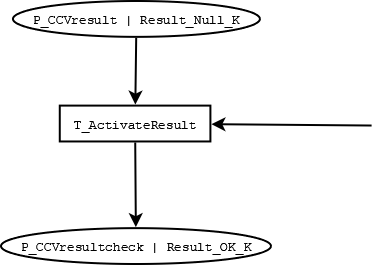 P_CCVresult | Result_Null_K
T_ActivateResult
P_CCVresultcheck | Result_OK_K